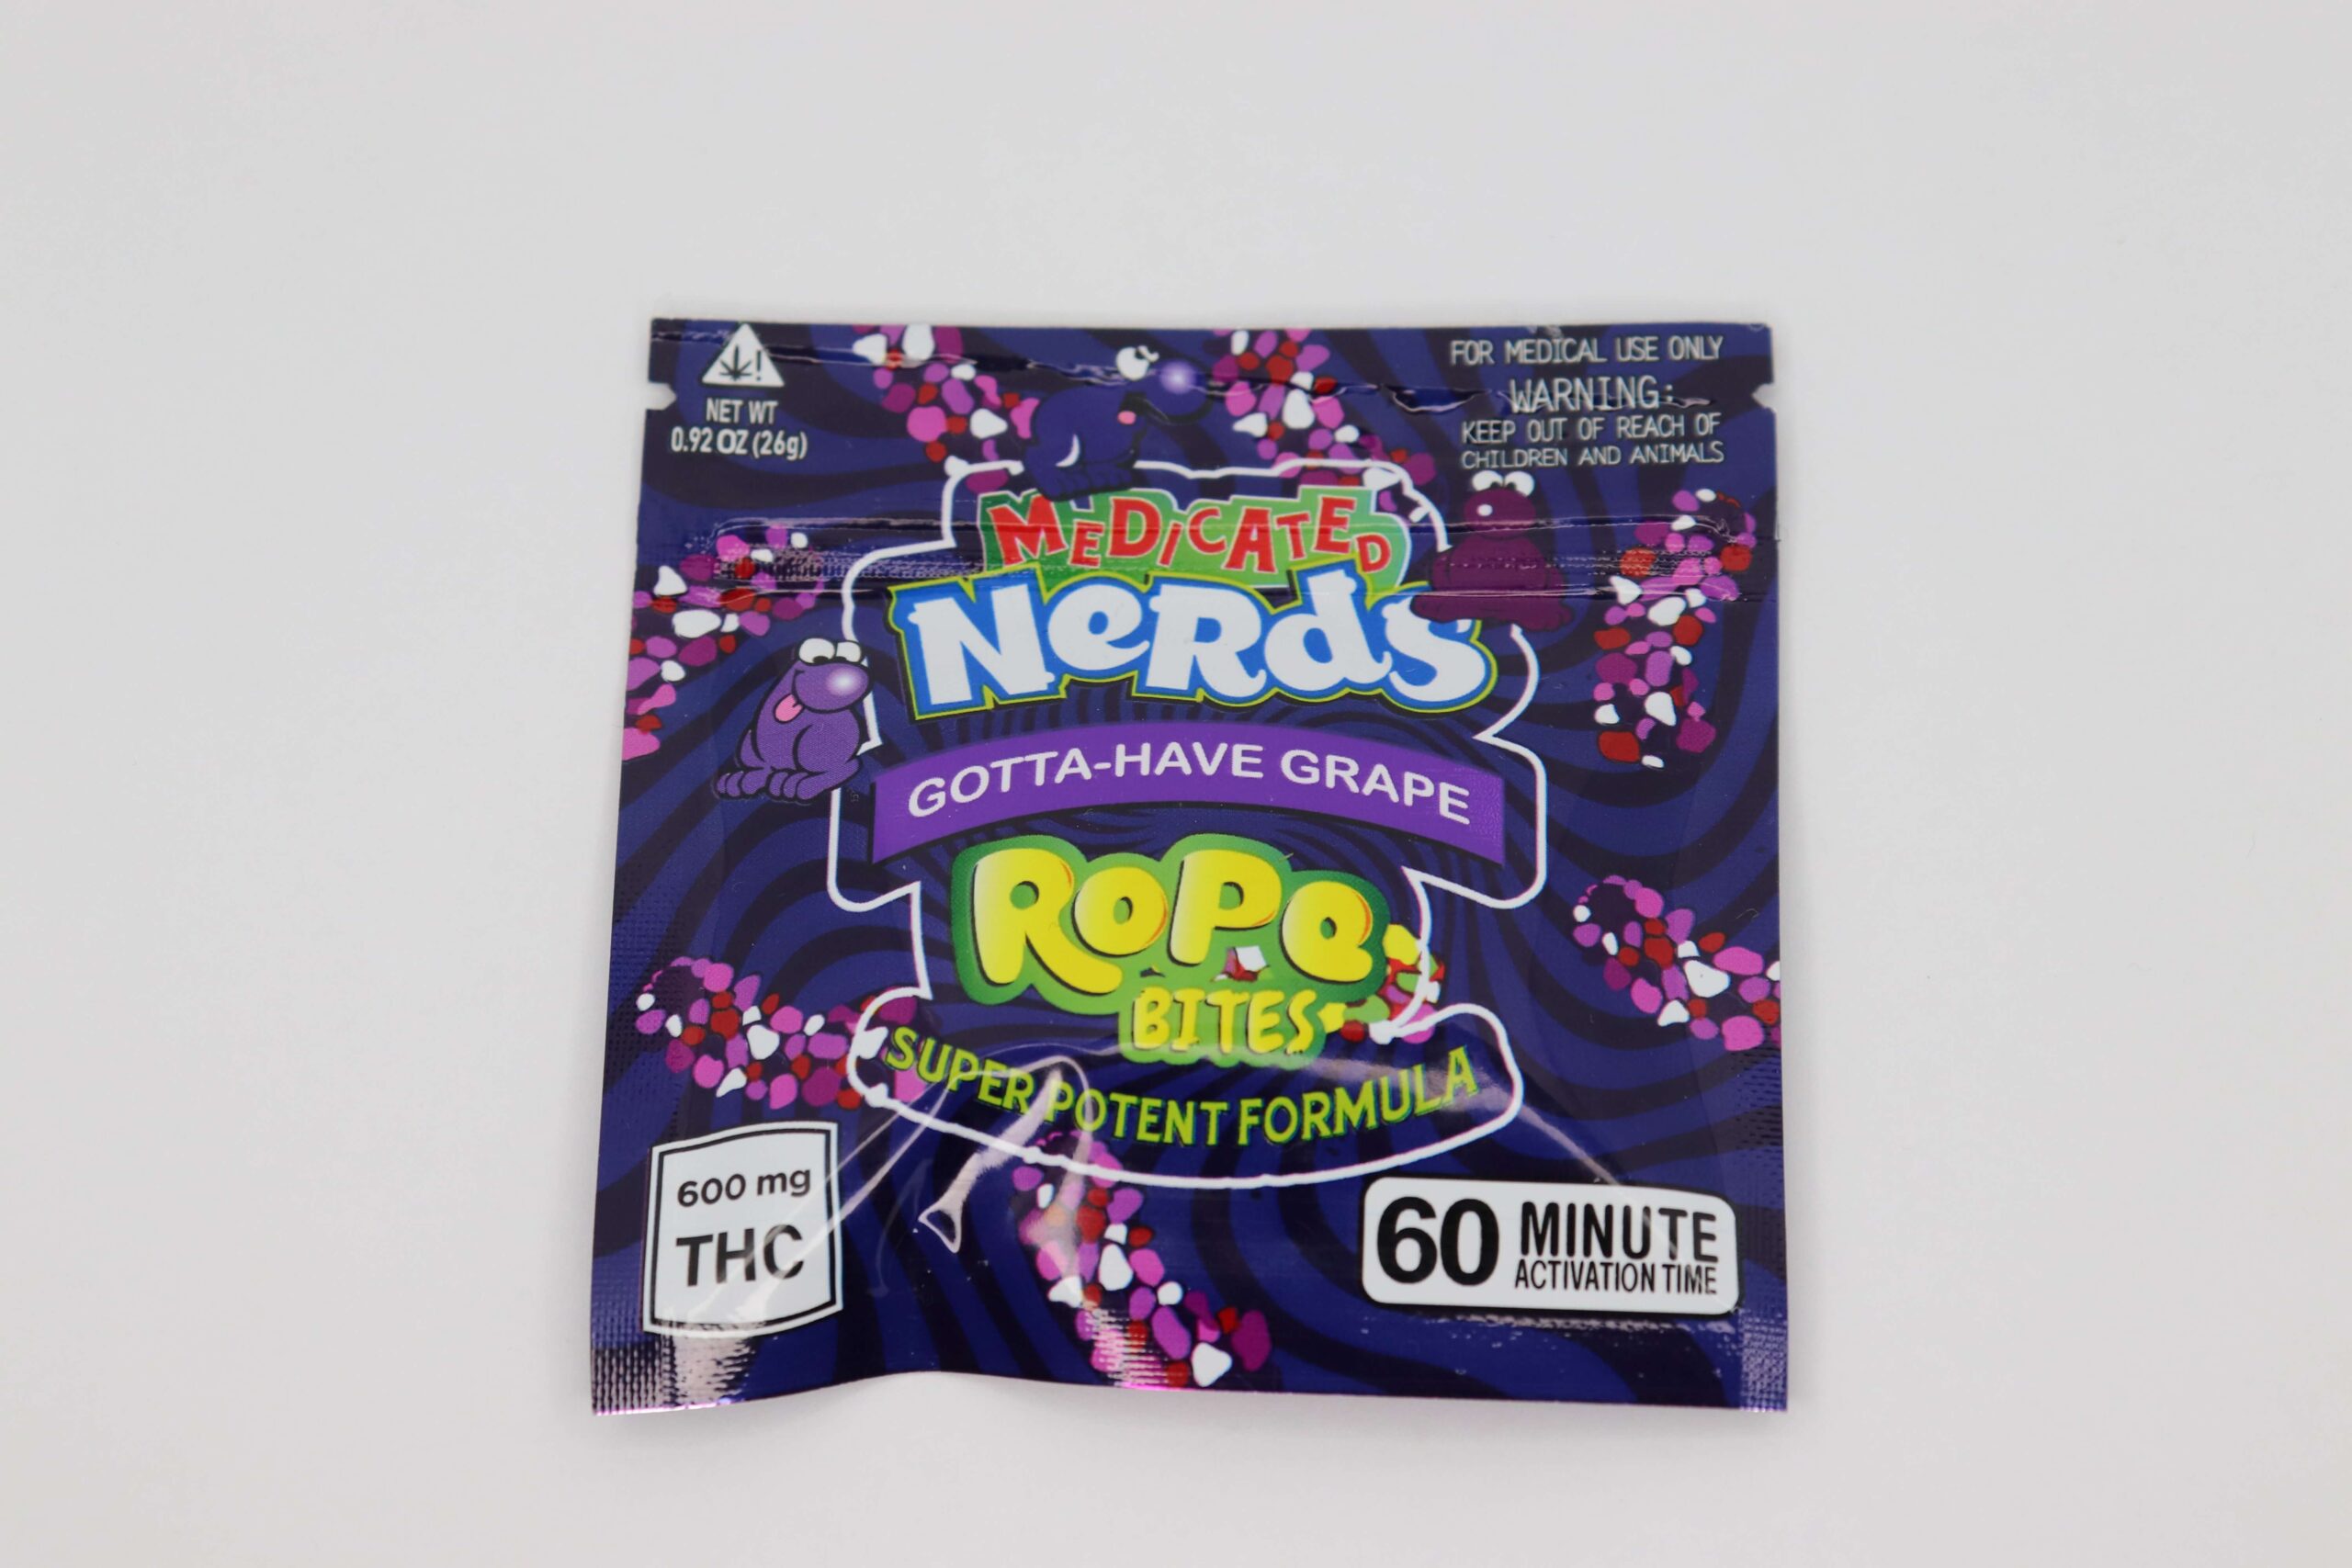 NET WT
0.92 OZ (26g)
FOR MEDICAL USE ONLY
WARNING:
KEEP OUT OF REACH OF
CHILDREN AND ANIMALS
MEDICATED
NeRds
GOTTA-HAVE GRAPE
RoPe
BITES
SUPER POTENT FORMULA
600 mg
THC
60 MINUTE
ACTIVATION TIME